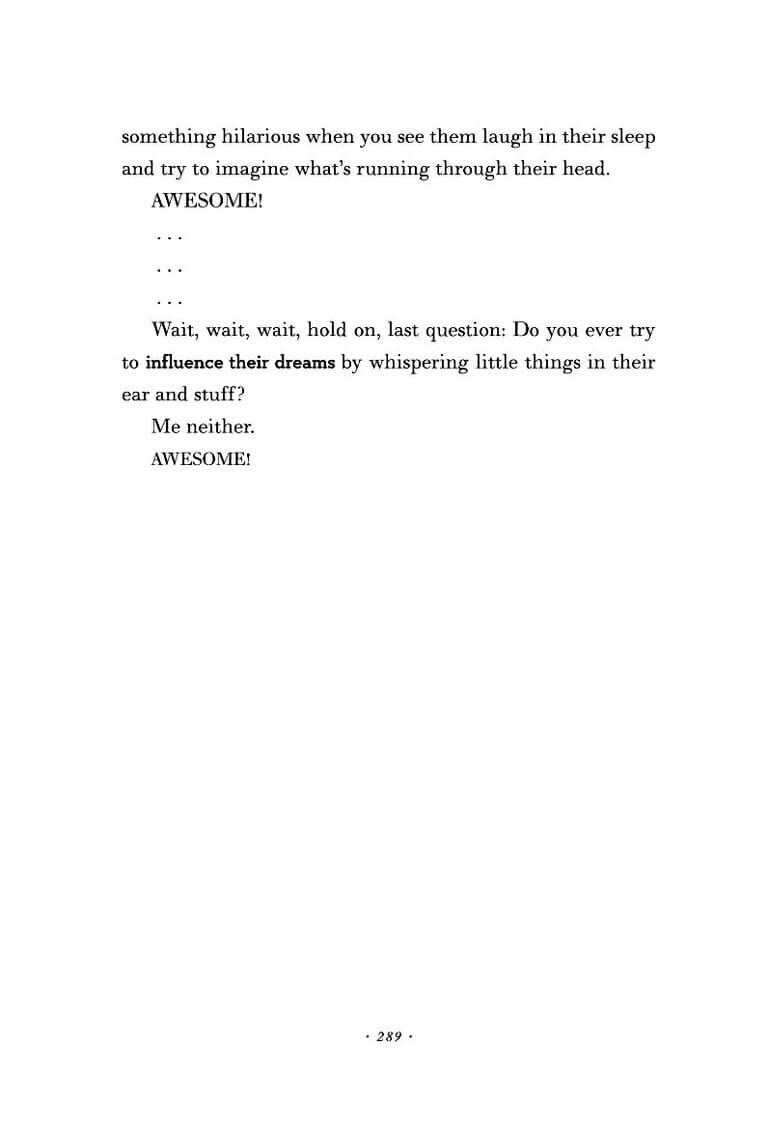 something hilarious when you see them laugh in their sleep
and try to imagine what’s running through their head.
AWESOME!
. . .
. . .
. . .
Wait, wait, wait, hold on, last question: Do you ever try
to influence their dreams by whispering little things in their
ear and stuff?
Me neither.
AWESOME!
· 289 ·